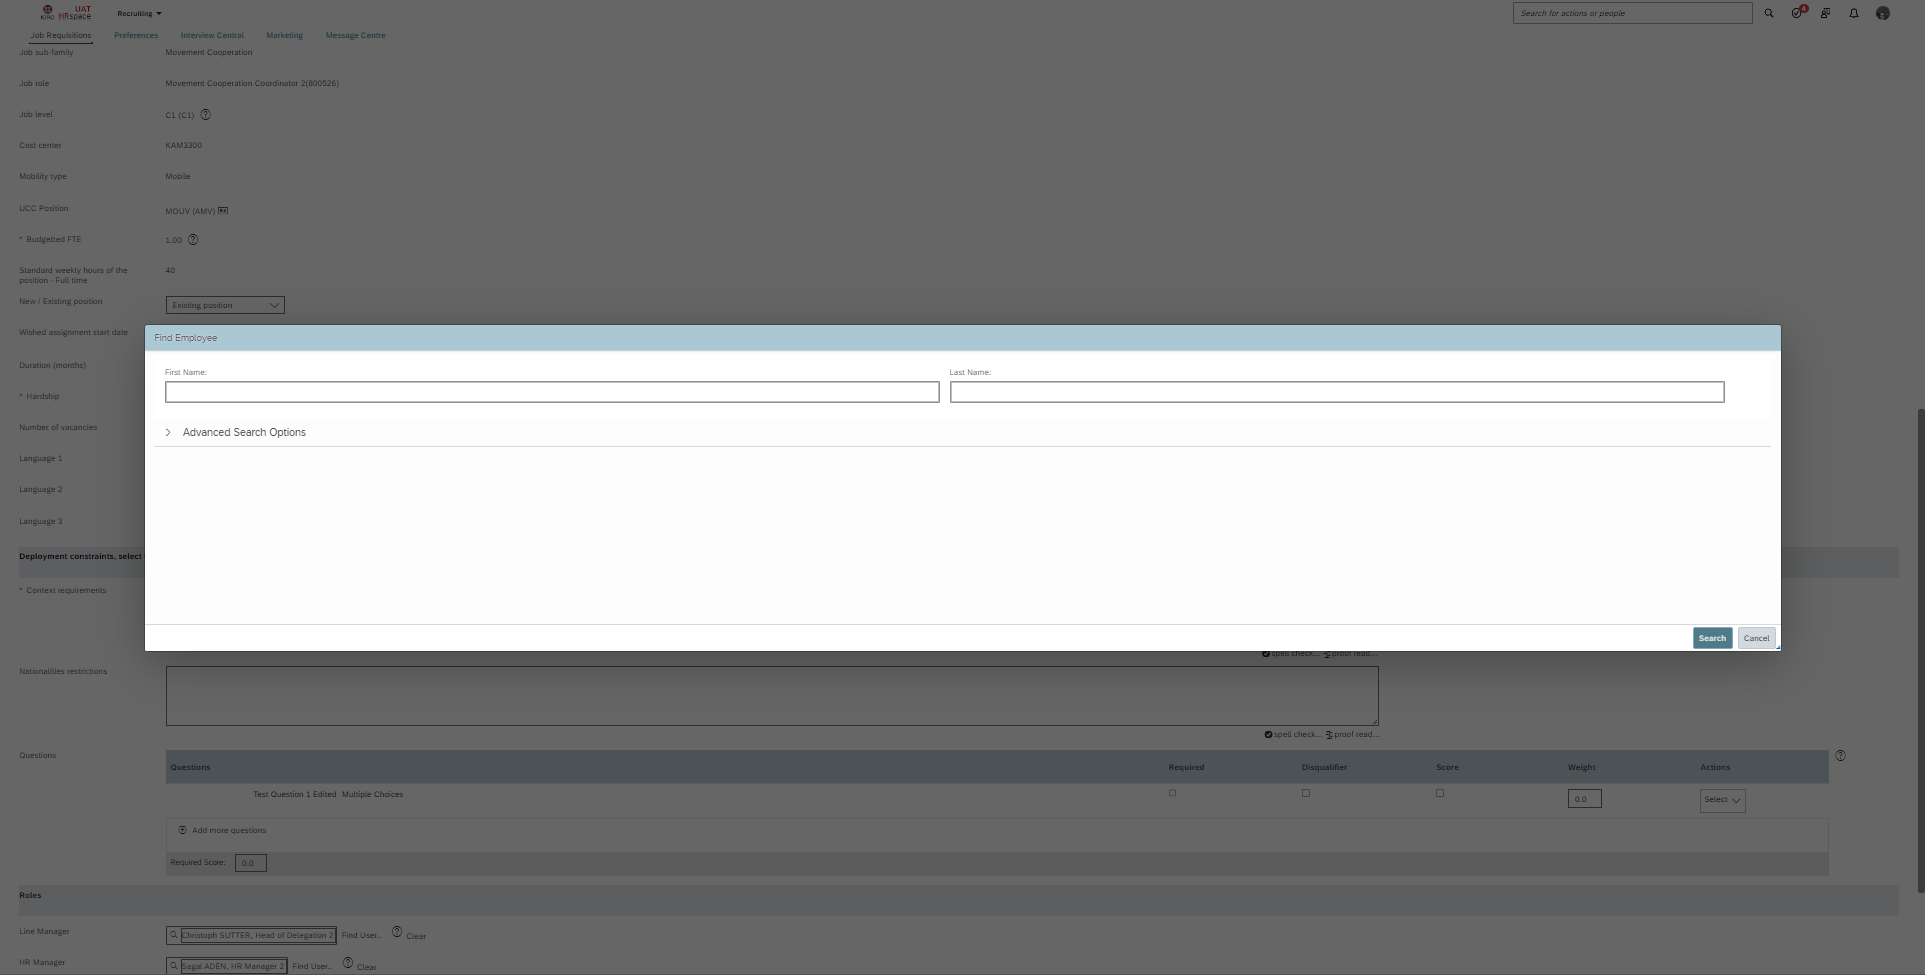 UAT
ICRC HRspace
Recruiting
Search for actions or people
4
Job Requisitions
Preferences
Interview Central
Marketing
Message Centre
Job sub-family
Movement Cooperation
Job role
Movement Cooperation Coordinator 2(800526)
Job level
C1 (C1)
Cost center
KAM3300
Mobility type
Mobile
UCC Position
MOUV (AMV)
* Budgetted FTE
1.00
Standard weekly hours of the
position - Full time
40
New / Existing position
Existing position
Wished assignment start date
Find Employee
Duration (months)
First Name:
Last Name:
* Hardship
Number of vacancies
Advanced Search Options
Language 1
Language 2
Language 3
Deployment constraints, select
* Context requirements
Search
Cancel
spell check... proof read...
Nationalities restrictions
spell check... proof read...
Questions
Questions
Required
Disqualifier
Score
Weight
Actions
Test Question 1 Edited Multiple Choices
0.0
Select
Add more questions
Required Score:
0.0
Roles
Line Manager
Christoph SUTTER, Head of Delegation 2
Find User...
Clear
HR Manager
Sagal ADEN, HR Manager 2
Find User...
Clear